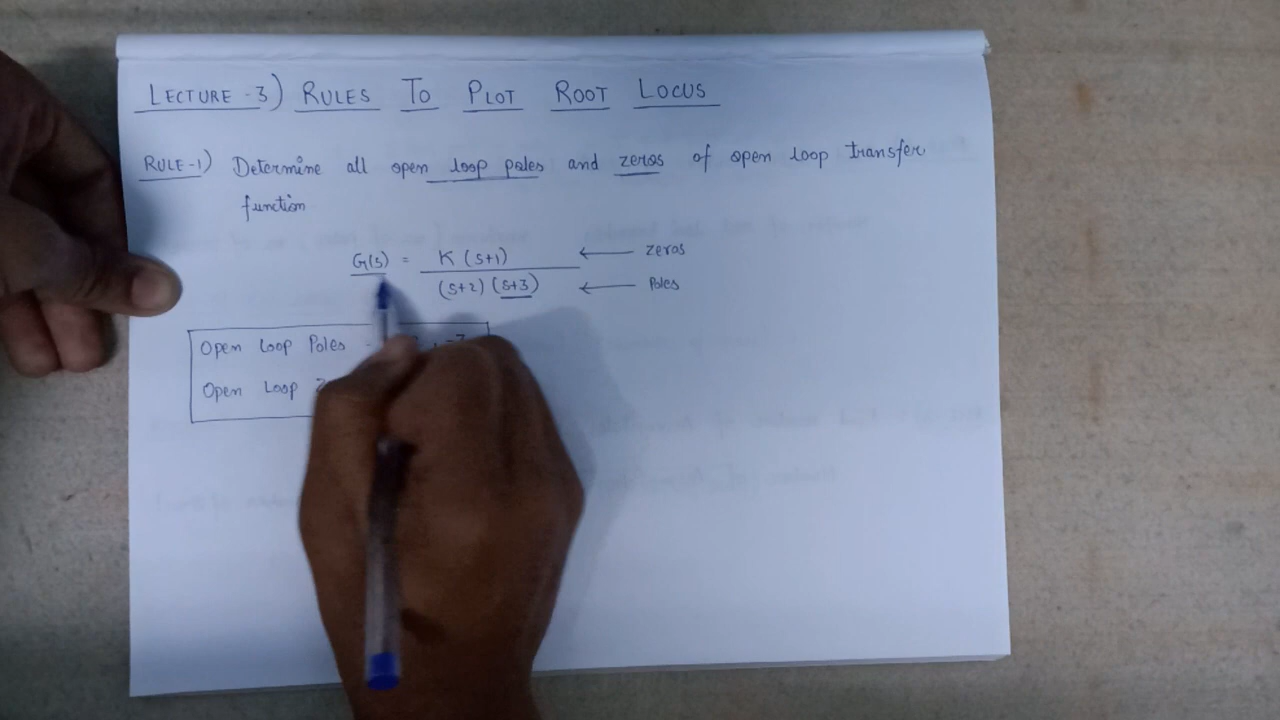 LECTURE -3) RULES TO PLOT ROOT LOCUS
RULE-1) Determine all open loop poles and zeros of open loop transfer
function
G(s) = K (s+1) ← zeros
(s+2) (s+3) ← Poles
Open Loop Poles
Open Loop